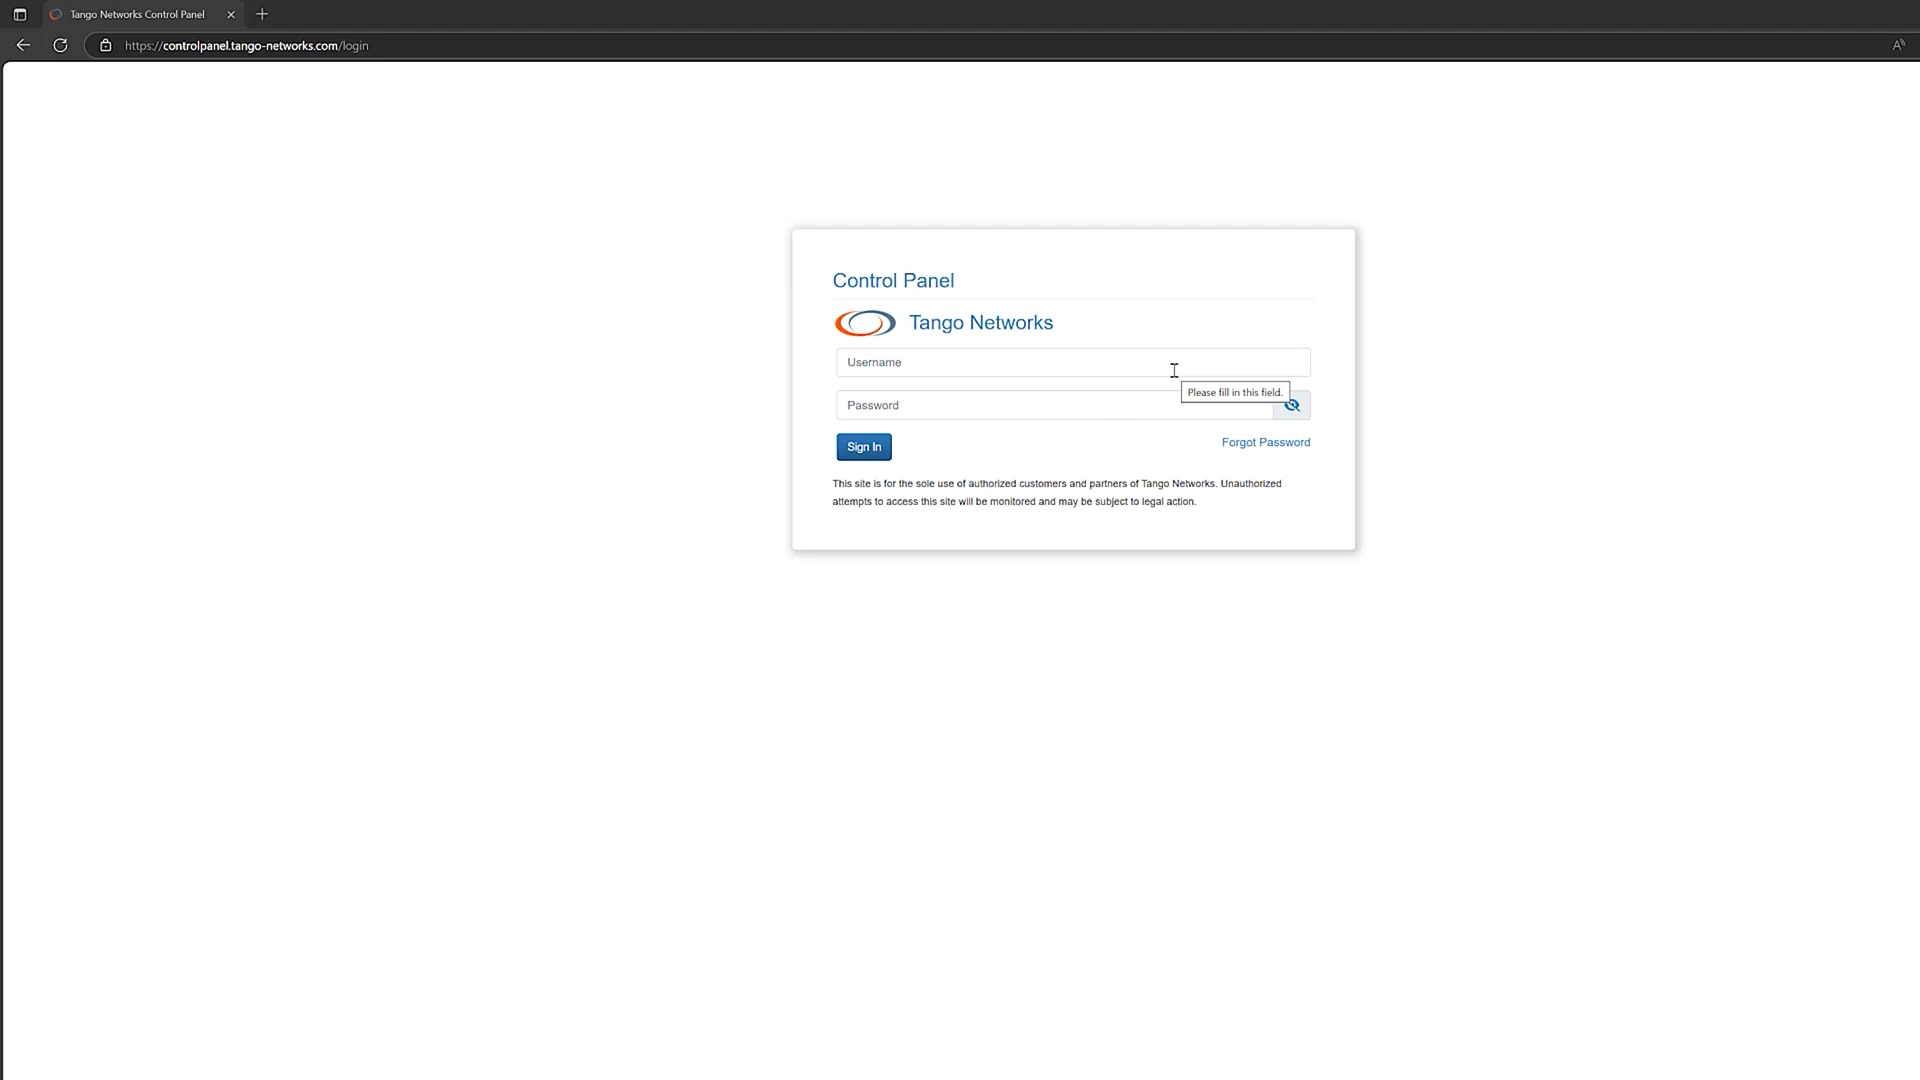 Tango Networks Control Panel
https://controlpanel.tango-networks.com/login
Control Panel
Tango Networks
Username
Please fill in this field.
Password
Sign In
Forgot Password
This site is for the sole use of authorized customers and partners of Tango Networks. Unauthorized
attempts to access this site will be monitored and may be subject to legal action.